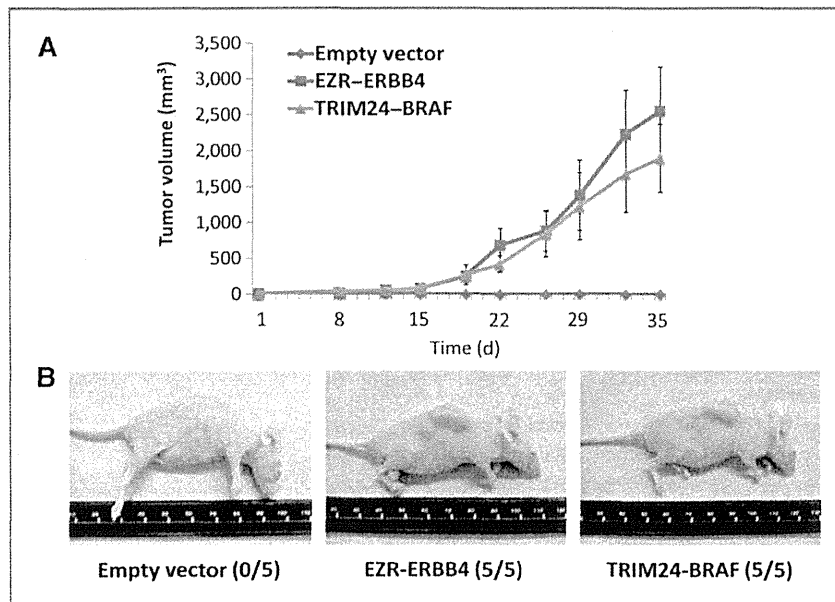 A
Tumor volume (mm³)
3,500
3,000
2,500
2,000
1,500
1,000
500
0
Empty vector
EZR–ERBB4
TRIM24–BRAF
1 8 15 22 29 35
Time (d)
B
Empty vector (0/5) EZR-ERBB4 (5/5) TRIM24-BRAF (5/5)